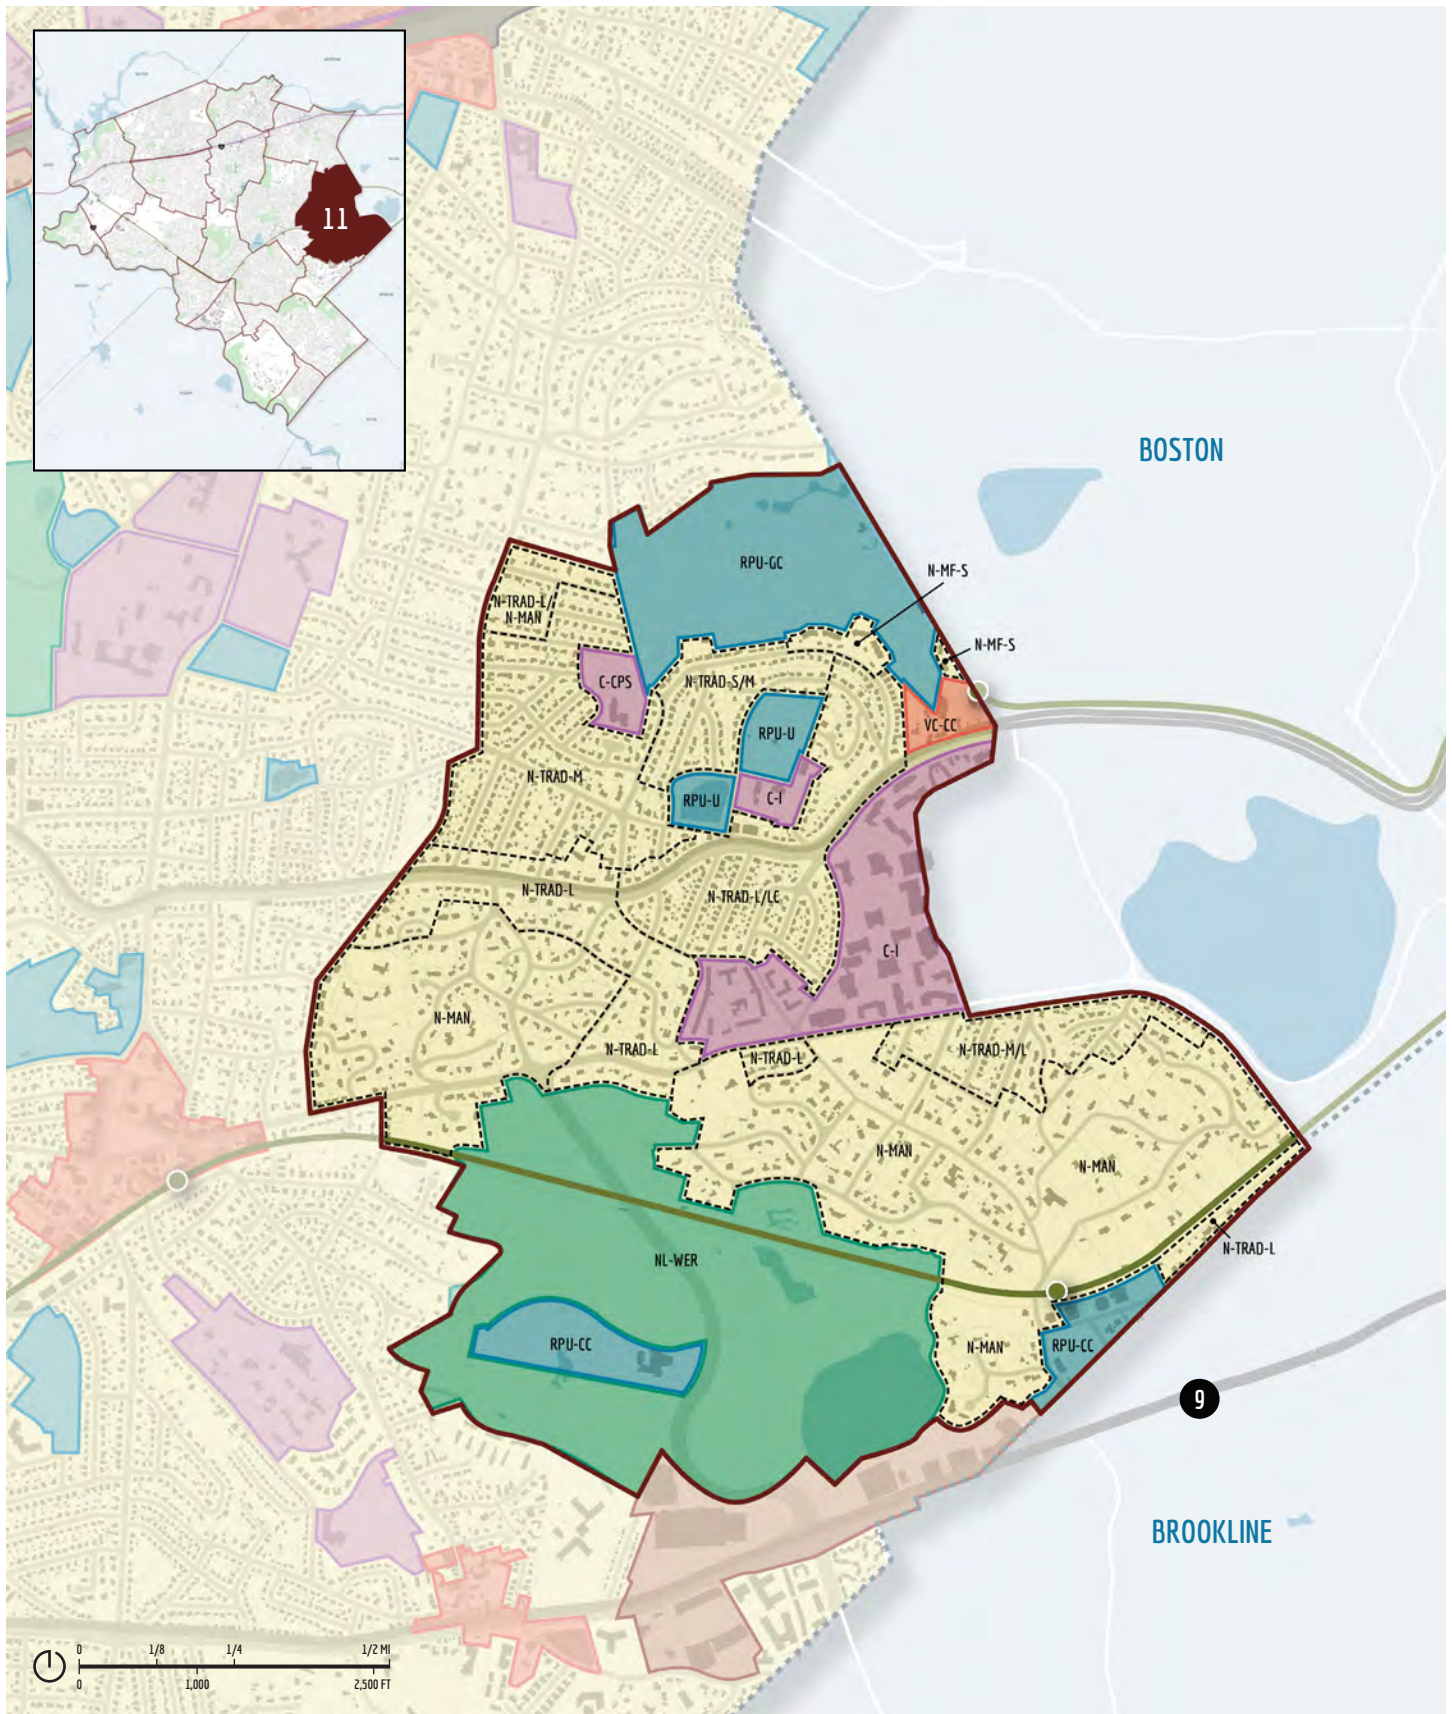 11
BOSTON
RPU-GC
N-MF-S
N-TRAD-L/
N-MAN
N-MF-S
C-CPS
N-TRAD-S/M
VC-CC
RPU-U
N-TRAD-M
RPU-U
C-I
N-TRAD-L
N-TRAD-L/LC
C-I
N-MAN
N-TRAD-L
N-TRAD-L
N-TRAD-M/L
N-MAN
N-MAN
N-TRAD-L
NL-WER
RPU-CC
N-MAN
RPU-CC
9
BROOKLINE
0 1/8 1/4 1/2 MI
0 1,000 2,500 FT